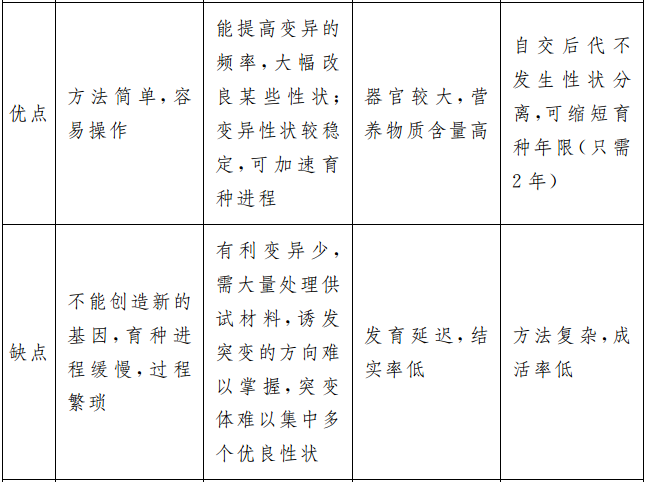 优点
方法简单,容
易操作
能提高变异的
频率,大幅改
良某些性状;
变异性状较稳
定,可加速育
种进程
器官较大,营
养物质含量高
自交后代不
发生性状分
离,可缩短育
种年限(只需
2年)
缺点
不能创造新的
基因,育种进
程缓慢,过程
繁琐
有利变异少,
需大量处理供
试材料,诱发
突变的方向难
以掌握,突变
体难以集中多
个优良性状
发育延迟,结
实率低
方法复杂,成
活率低